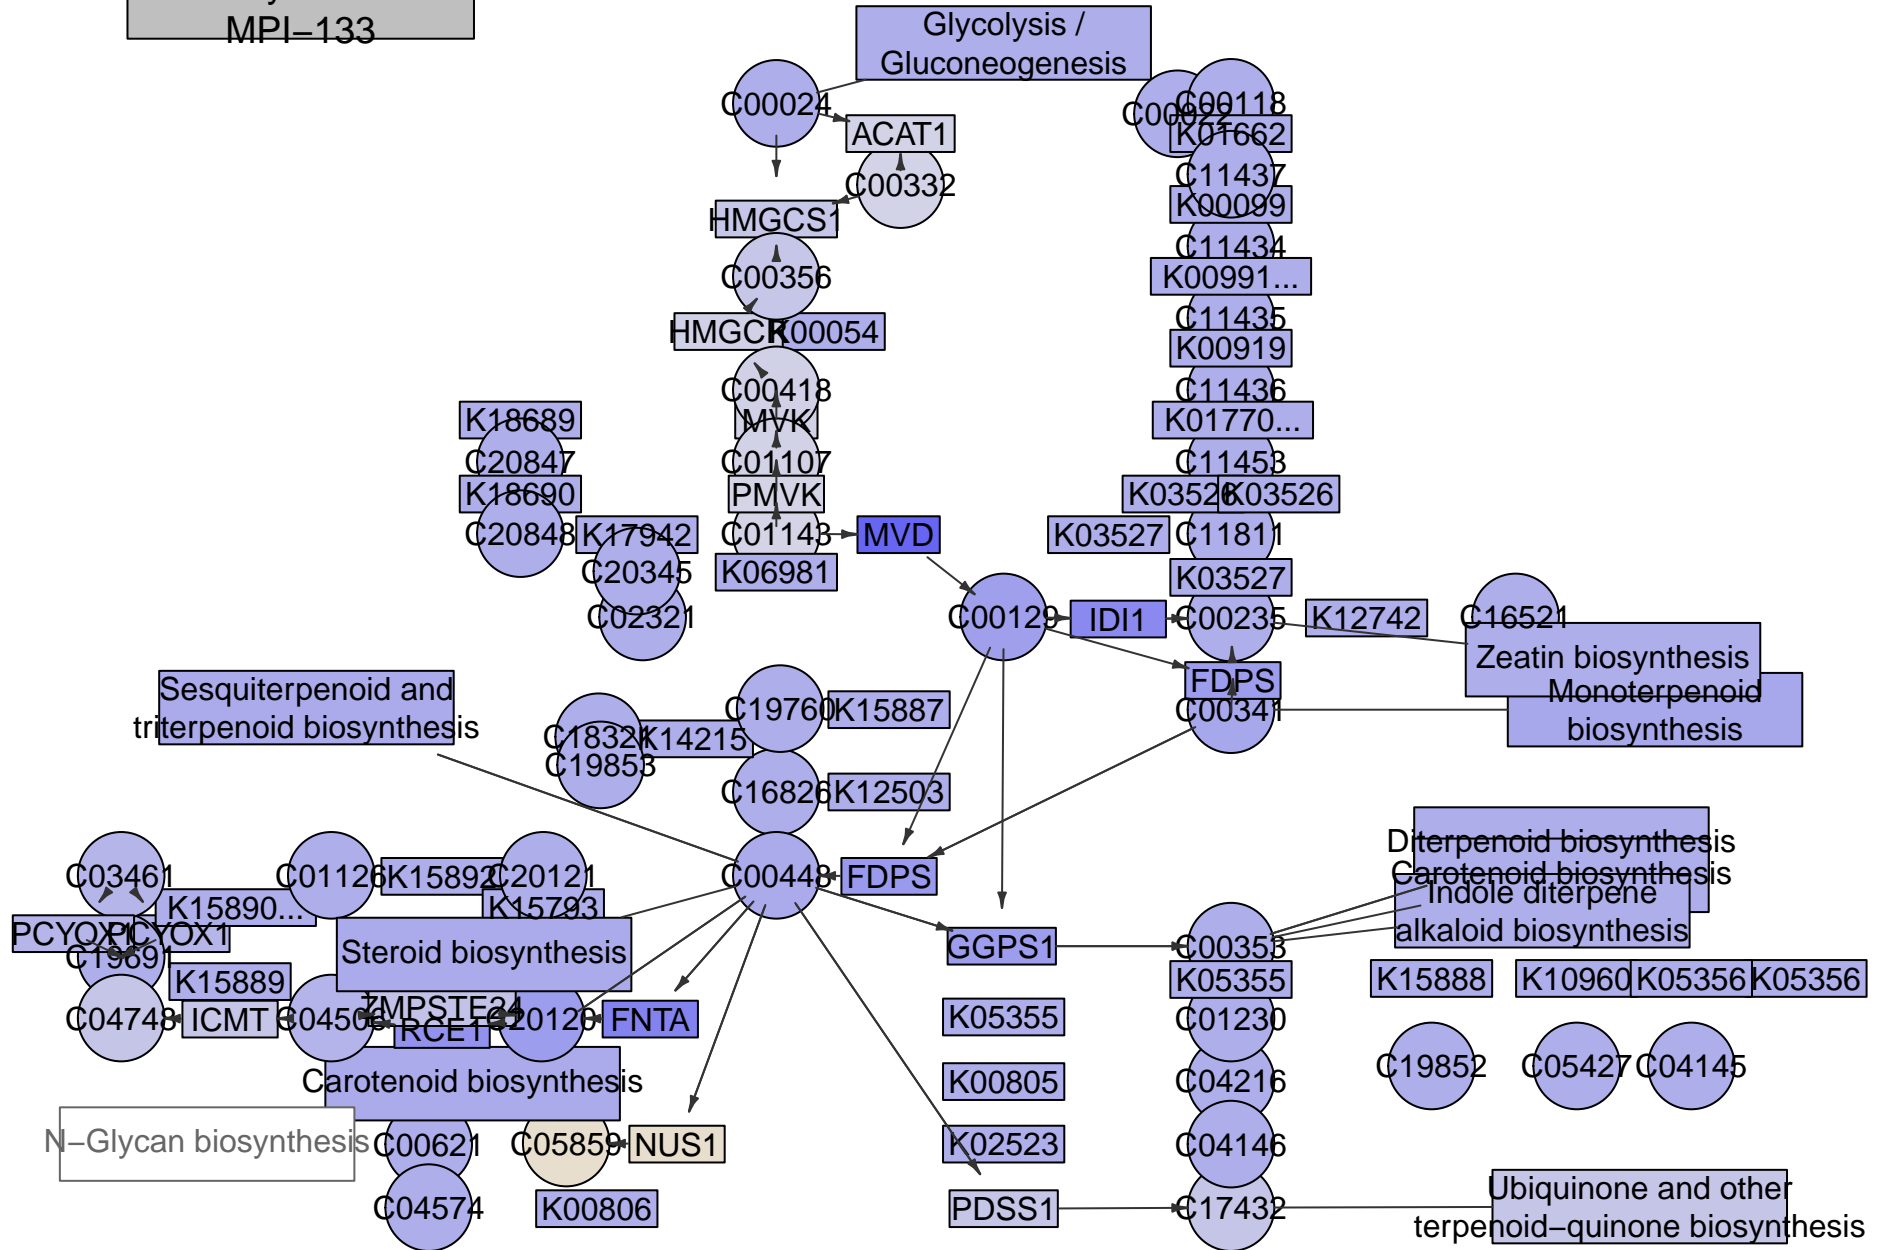 MPI−133
Glycolysis /
Gluconeogenesis
C00024
C00022
C00118
ACAT1
K01662
C00332
C11437
HMGCS1
K00099
C11434
C00356
K00991...
C11435
HMGCR
K00054
K00919
C00418
C11436
K18689
MVK
K01770...
C20847
C01107
C11453
K18690
PMVK
K03526
K03526
C20848
K17942
C01143
MVD
K03527
C11811
C20345
K06981
K03527
C02321
C00129
IDI1
C00235
K12742
C16521
Zeatin biosynthesis
FDPS
Sesquiterpenoid and
triterpenoid biosynthesis
Monoterpenoid
biosynthesis
C19760
K15887
C00341
C18321
K14215
C19853
C16826
K12503
Diterpenoid biosynthesis
Carotenoid biosynthesis
C03461
C01126
K15892
C20121
C00448
FDPS
Indole diterpene
alkaloid biosynthesis
K15890...
K15793
PCYOX1
PCYOX1
C19691
Steroid biosynthesis
GGPS1
C00353
K15889
K05355
K15888
K10960
K05356
K05356
C04748
ICMT
C04506
ZMPSTE24
RCE1
C20120
FNTA
K05355
C01230
Carotenoid biosynthesis
K00805
C04216
C19852
C05427
C04145
N−Glycan biosynthesis
C00621
C05859
NUS1
K02523
C04146
C04574
K00806
PDSS1
C17432
Ubiquinone and other
terpenoid−quinone biosynthesis